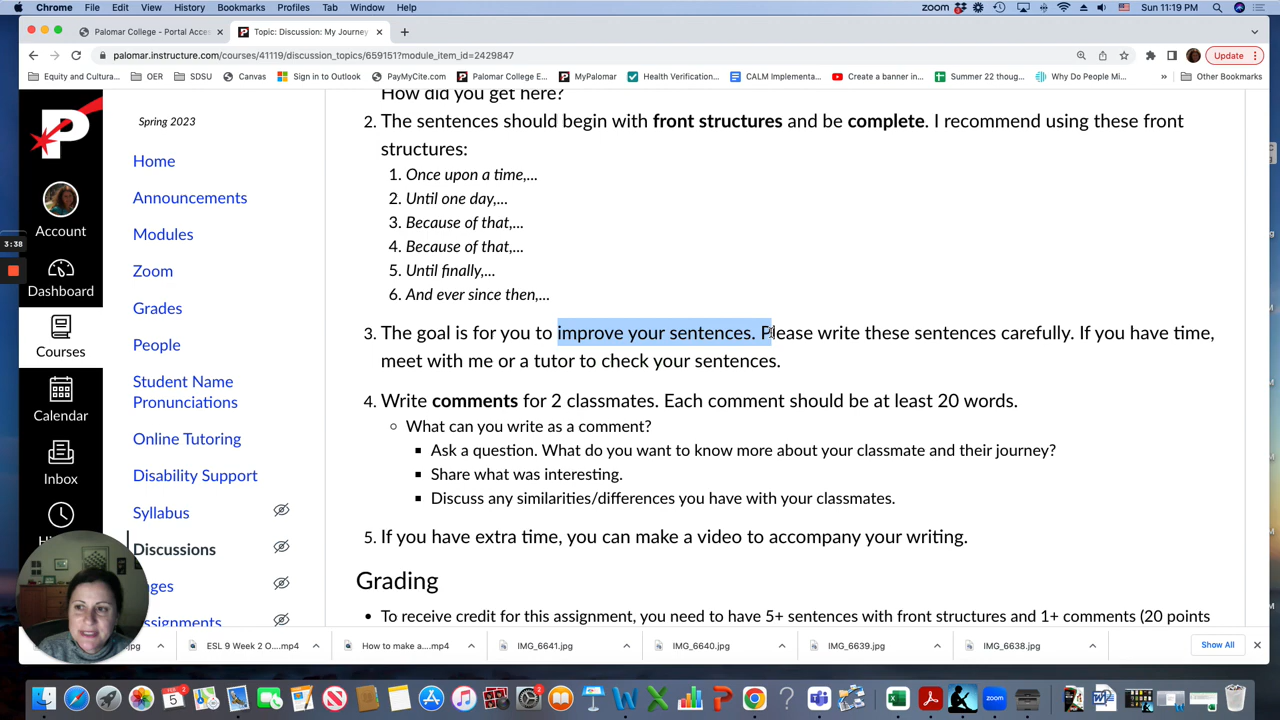 Chrome File Edit View History Bookmarks Profiles Tab Window Help zoom Sun 11:19 PM
Palomar College - Portal Acces × Topic: Discussion: My Journey × +
palomar.instructure.com/courses/41119/discussion_topics/659151?module_item_id=2429847 Update
Equity and Cultura... OER SDSU Canvas Sign in to Outlook PayMyCite.com Palomar College E... MyPalomar Health Verification... CALM Implementa... Create a banner in... Summer 22 thoug... Why Do People Mi... » Other Bookmarks
P
Account
3:38
Dashboard
Courses
Calendar
Inbox
Spring 2023
Home
Announcements
Modules
Zoom
Grades
People
Student Name
Pronunciations
Online Tutoring
Disability Support
Syllabus
Discussions
How did you get here?
2. The sentences should begin with front structures and be complete. I recommend using these front
structures:
1. Once upon a time,...
2. Until one day,...
3. Because of that,...
4. Because of that,...
5. Until finally,...
6. And ever since then,...
3. The goal is for you to improve your sentences. Please write these sentences carefully. If you have time,
meet with me or a tutor to check your sentences.
4. Write comments for 2 classmates. Each comment should be at least 20 words.
What can you write as a comment?
Ask a question. What do you want to know more about your classmate and their journey?
Share what was interesting.
Discuss any similarities/differences you have with your classmates.
5. If you have extra time, you can make a video to accompany your writing.
Grading
To receive credit for this assignment, you need to have 5+ sentences with front structures and 1+ comments (20 points
ESL 9 Week 2 O....mp4 How to make a....mp4 IMG_6641.jpg IMG_6640.jpg IMG_6639.jpg IMG_6638.jpg Show All